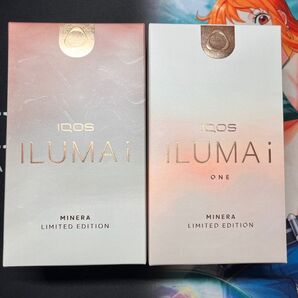 IQOS
ILUMA i
MINERA
LIMITED EDITION
IQOS
ILUMA i
ONE
MINERA
LIMITED EDITION